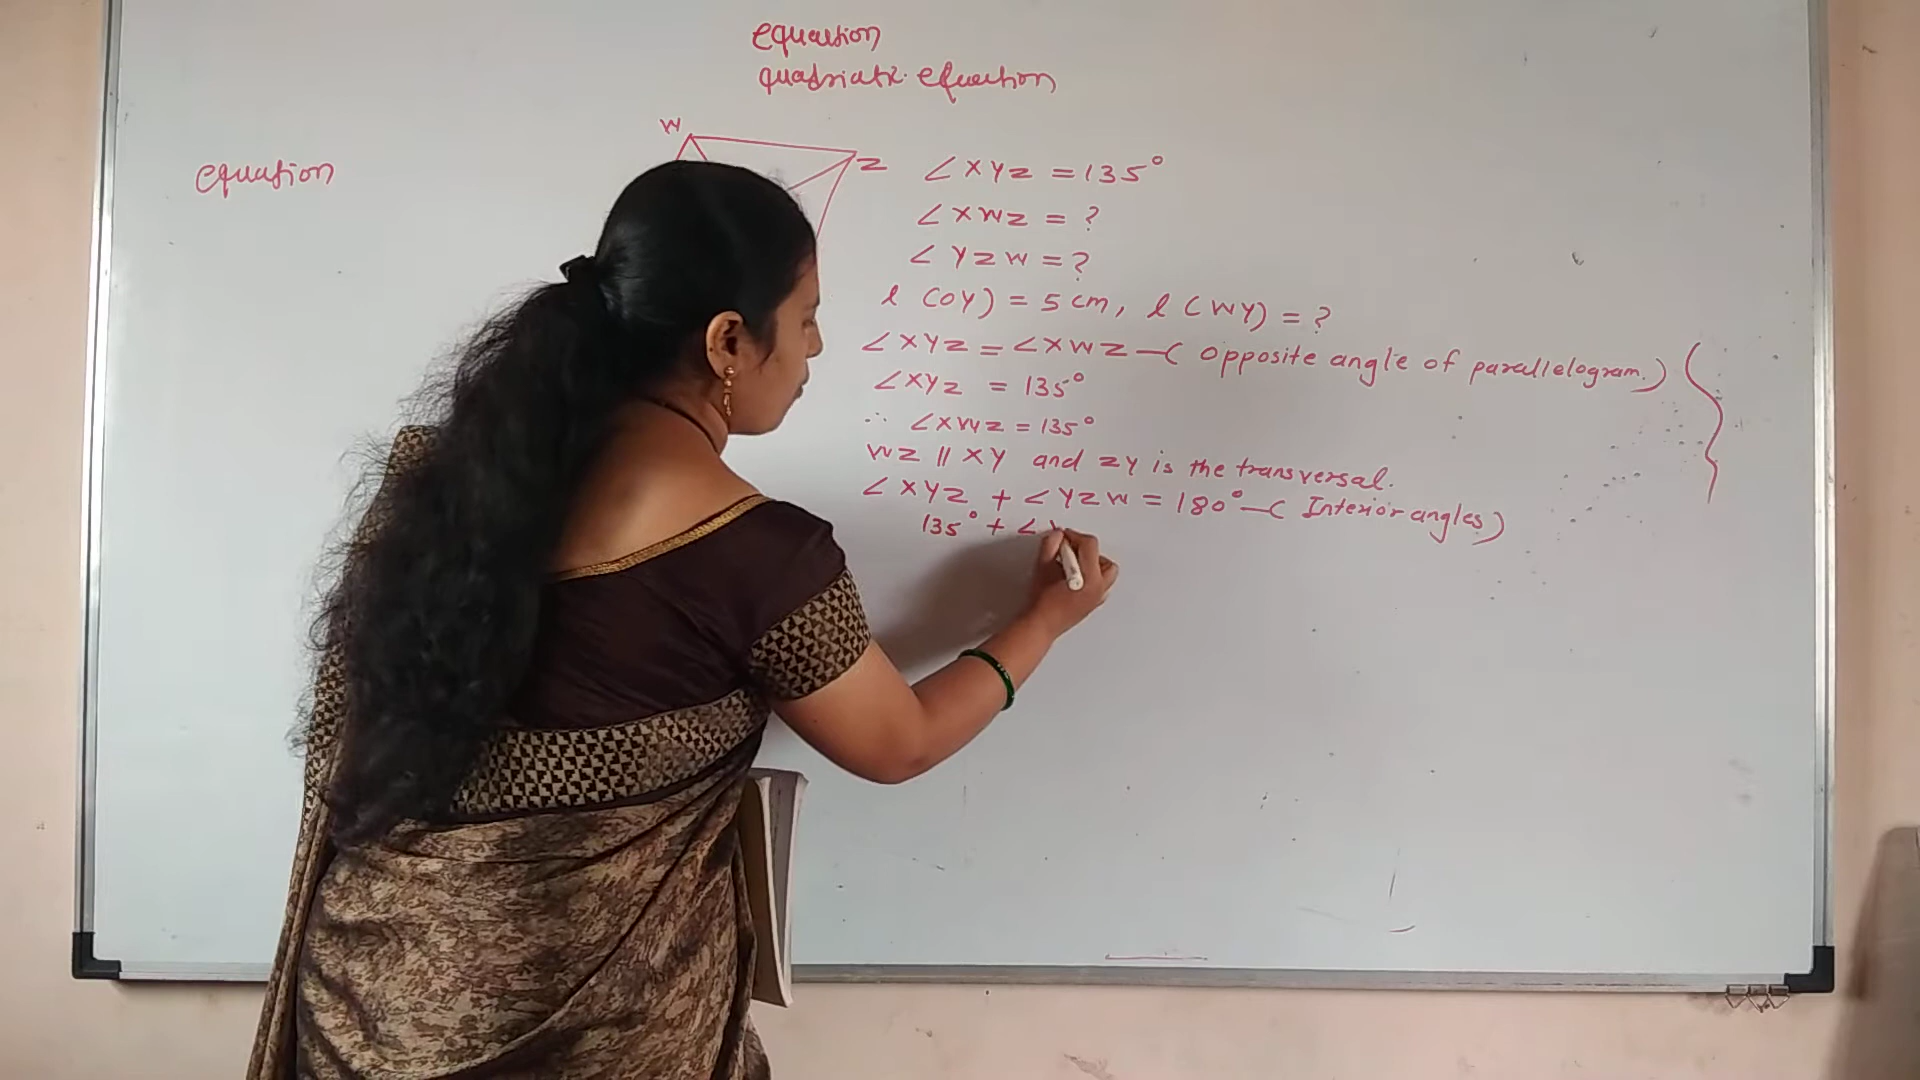 equation
quadriatic equation
equation
W
Z
∠XYZ = 135°
∠XWZ = ?
∠YZW = ?
l (OY) = 5 cm, l (WY) = ?
∠XYZ = ∠XWZ —( Opposite angle of parallelogram.)
∠XYZ = 135°
∴ ∠XWZ = 135°
WZ || XY and ZY is the transversal.
∠XYZ + ∠YZW = 180° —( Interior angles)
135° + ∠Y